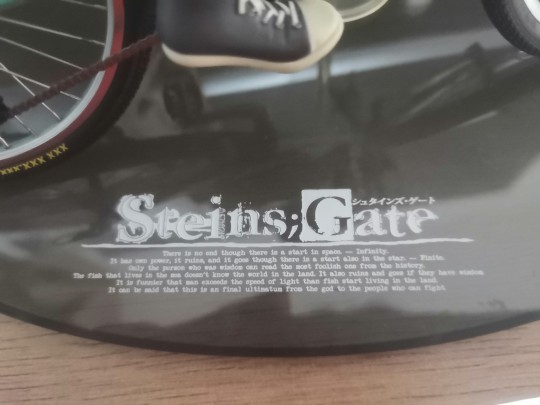 XXX XXX
シュタインズ・ゲート
Steins;Gate
There is no end though there is a start in space. — Infinity.
It has own power, it ruins, and it goes though there is a start also in the star. — Finite.
Only the person who was wisdom can read the most foolish one from the history.
The fish that lives in the sea doesn't know the world in the land. It also ruins and goes if they have wisdom
It is funnier that man exceeds the speed of light than fish start living in the land
It can be said that this is an final ultimatum from the god to the people who can fight